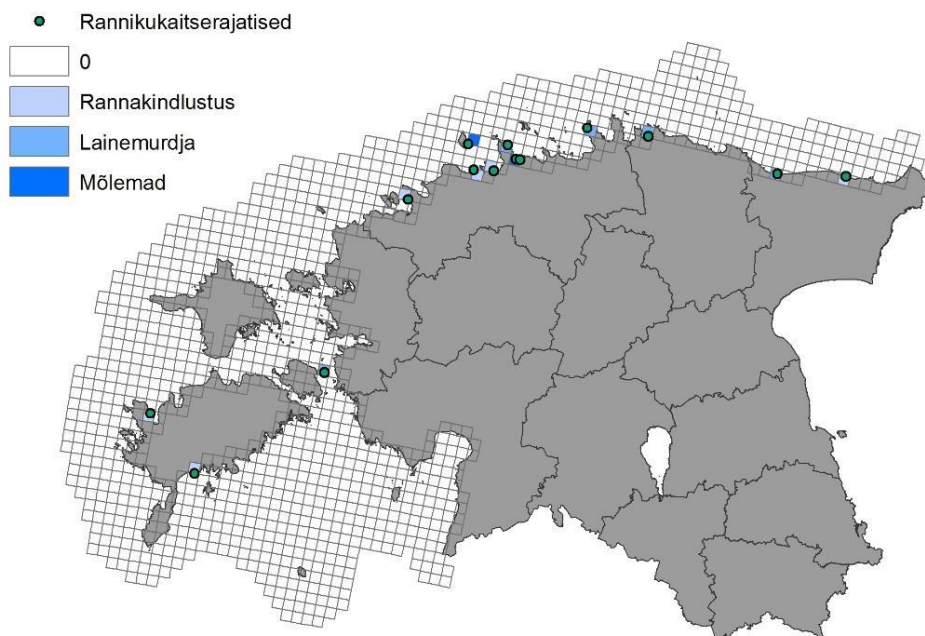 Rannikukaitserajatised
0
Rannakindlustus
Lainemurdja
Mõlemad